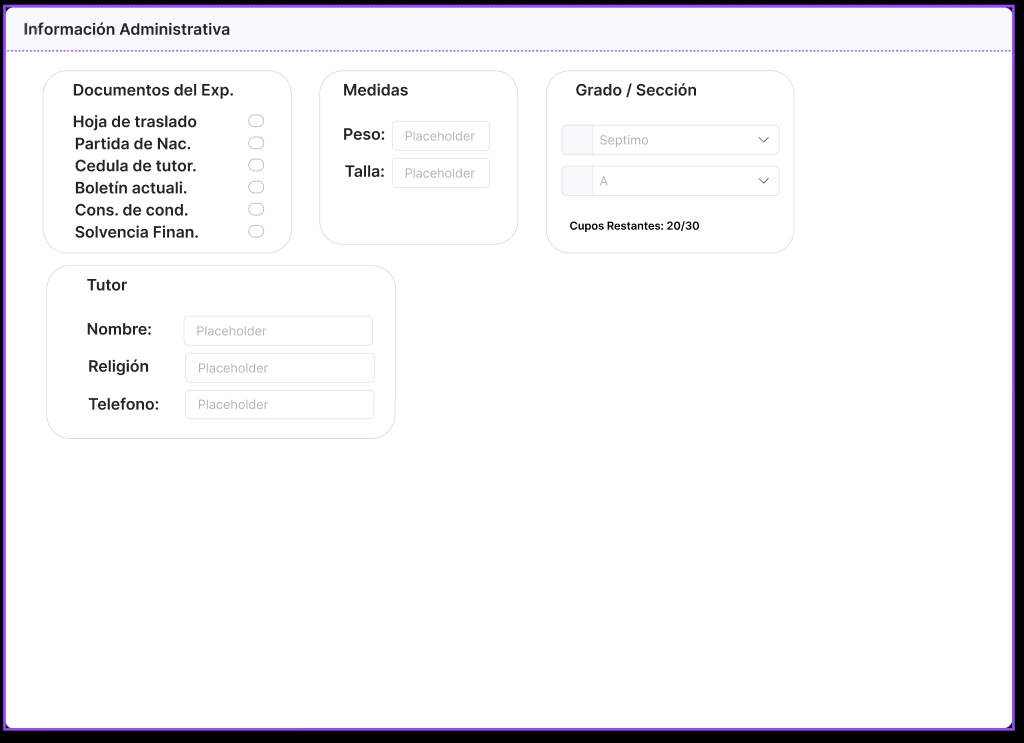 Información Administrativa
Documentos del Exp.
Hoja de traslado
Partida de Nac.
Cedula de tutor.
Boletín actuali.
Cons. de cond.
Solvencia Finan.
Medidas
Peso: Placeholder
Talla: Placeholder
Grado / Sección
Septimo
A
Cupos Restantes: 20/30
Tutor
Nombre: Placeholder
Religión Placeholder
Telefono: Placeholder